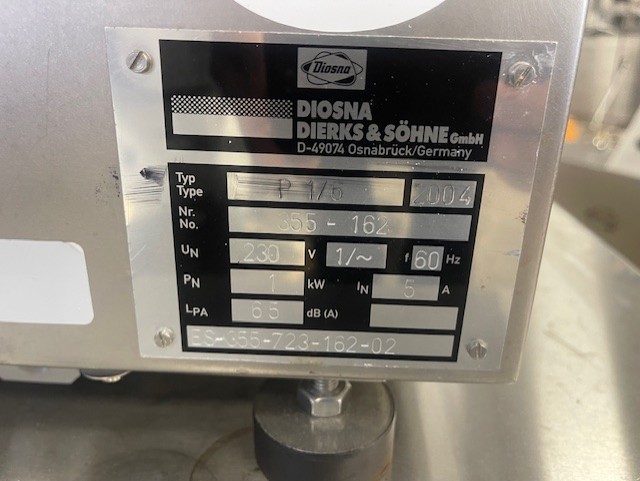 Diosna
DIOSNA
DIERKS & SÖHNE GmbH
D-49074 Osnabrück/Germany
Typ
Type P 1/6 2004
Nr.
No. 355 - 162
UN 230 V 1/~ f 60 Hz
PN 1 kW IN 5 A
LPA 65 dB (A)
ES-355-723-162-02